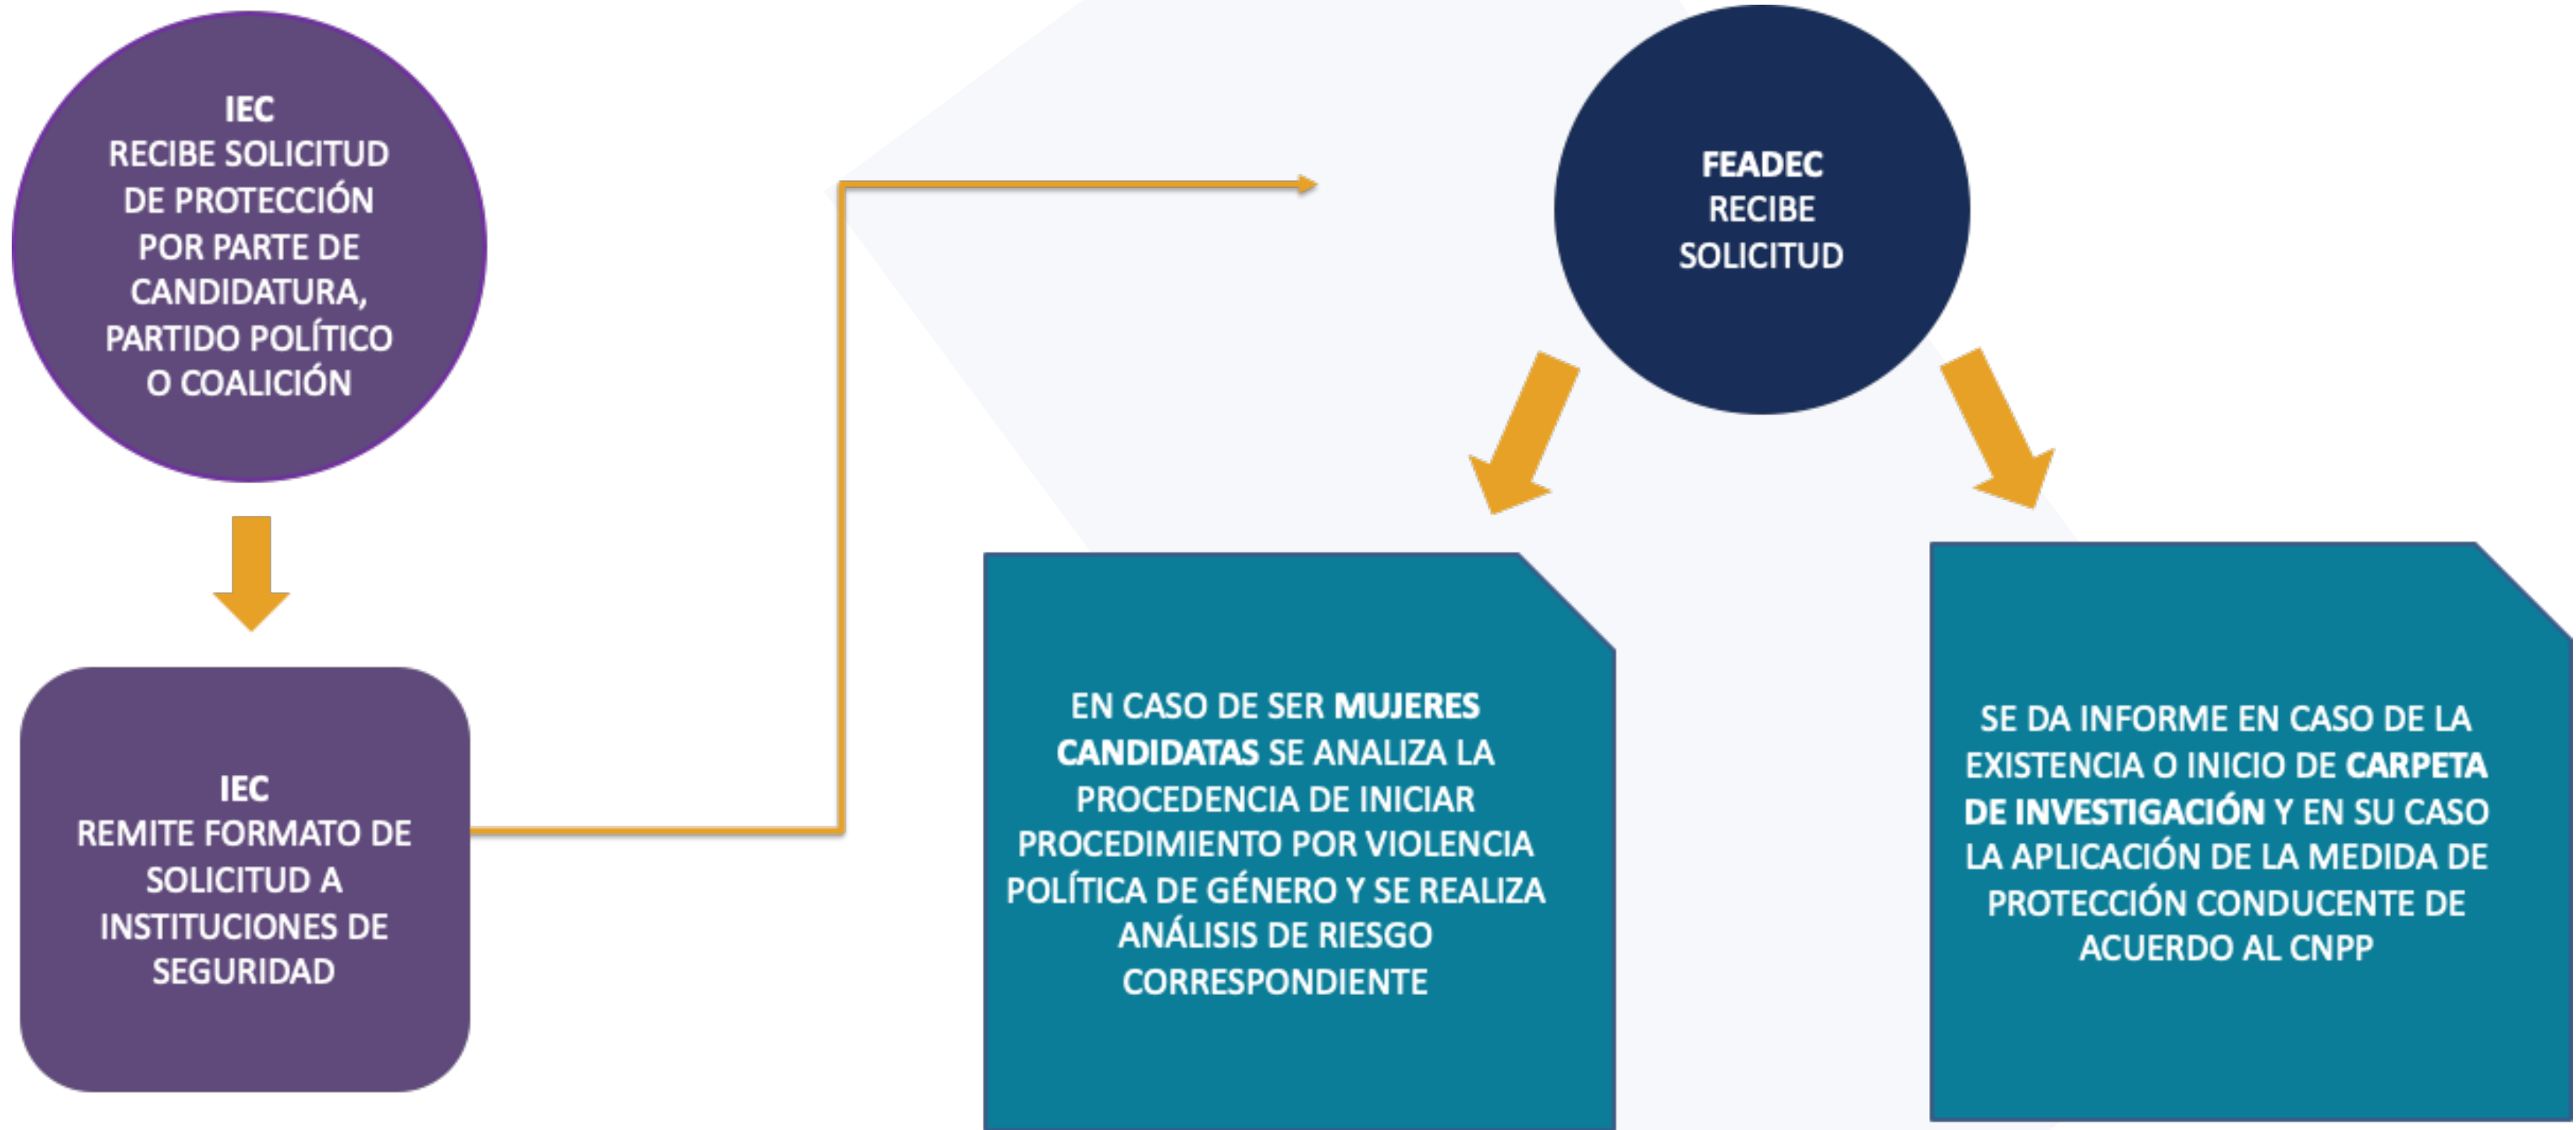 IEC
RECIBE SOLICITUD
DE PROTECCIÓN
POR PARTE DE
CANDIDATURA,
PARTIDO POLÍTICO
O COALICIÓN
IEC
REMITE FORMATO DE
SOLICITUD A
INSTITUCIONES DE
SEGURIDAD
FEADEC
RECIBE
SOLICITUD
EN CASO DE SER MUJERES
CANDIDATAS SE ANALIZA LA
PROCEDENCIA DE INICIAR
PROCEDIMIENTO POR VIOLENCIA
POLÍTICA DE GÉNERO Y SE REALIZA
ANÁLISIS DE RIESGO
CORRESPONDIENTE
SE DA INFORME EN CASO DE LA
EXISTENCIA O INICIO DE CARPETA
DE INVESTIGACIÓN Y EN SU CASO
LA APLICACIÓN DE LA MEDIDA DE
PROTECCIÓN CONDUCENTE DE
ACUERDO AL CNPP